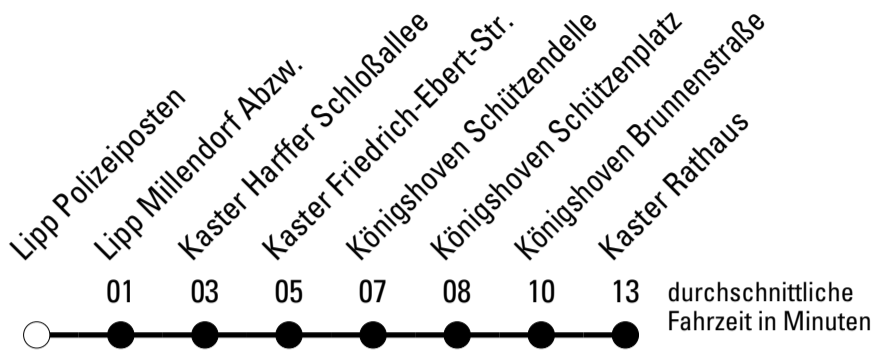 Lipp Polizeiposten
Lipp Millendorf Abzw.
Kaster Harffer Schloßallee
Kaster Friedrich-Ebert-Str.
Königshoven Schützendelle
Königshoven Schützenplatz
Königshoven Brunnenstraße
Kaster Rathaus
01 03 05 07 08 10 13
durchschnittliche
Fahrzeit in Minuten